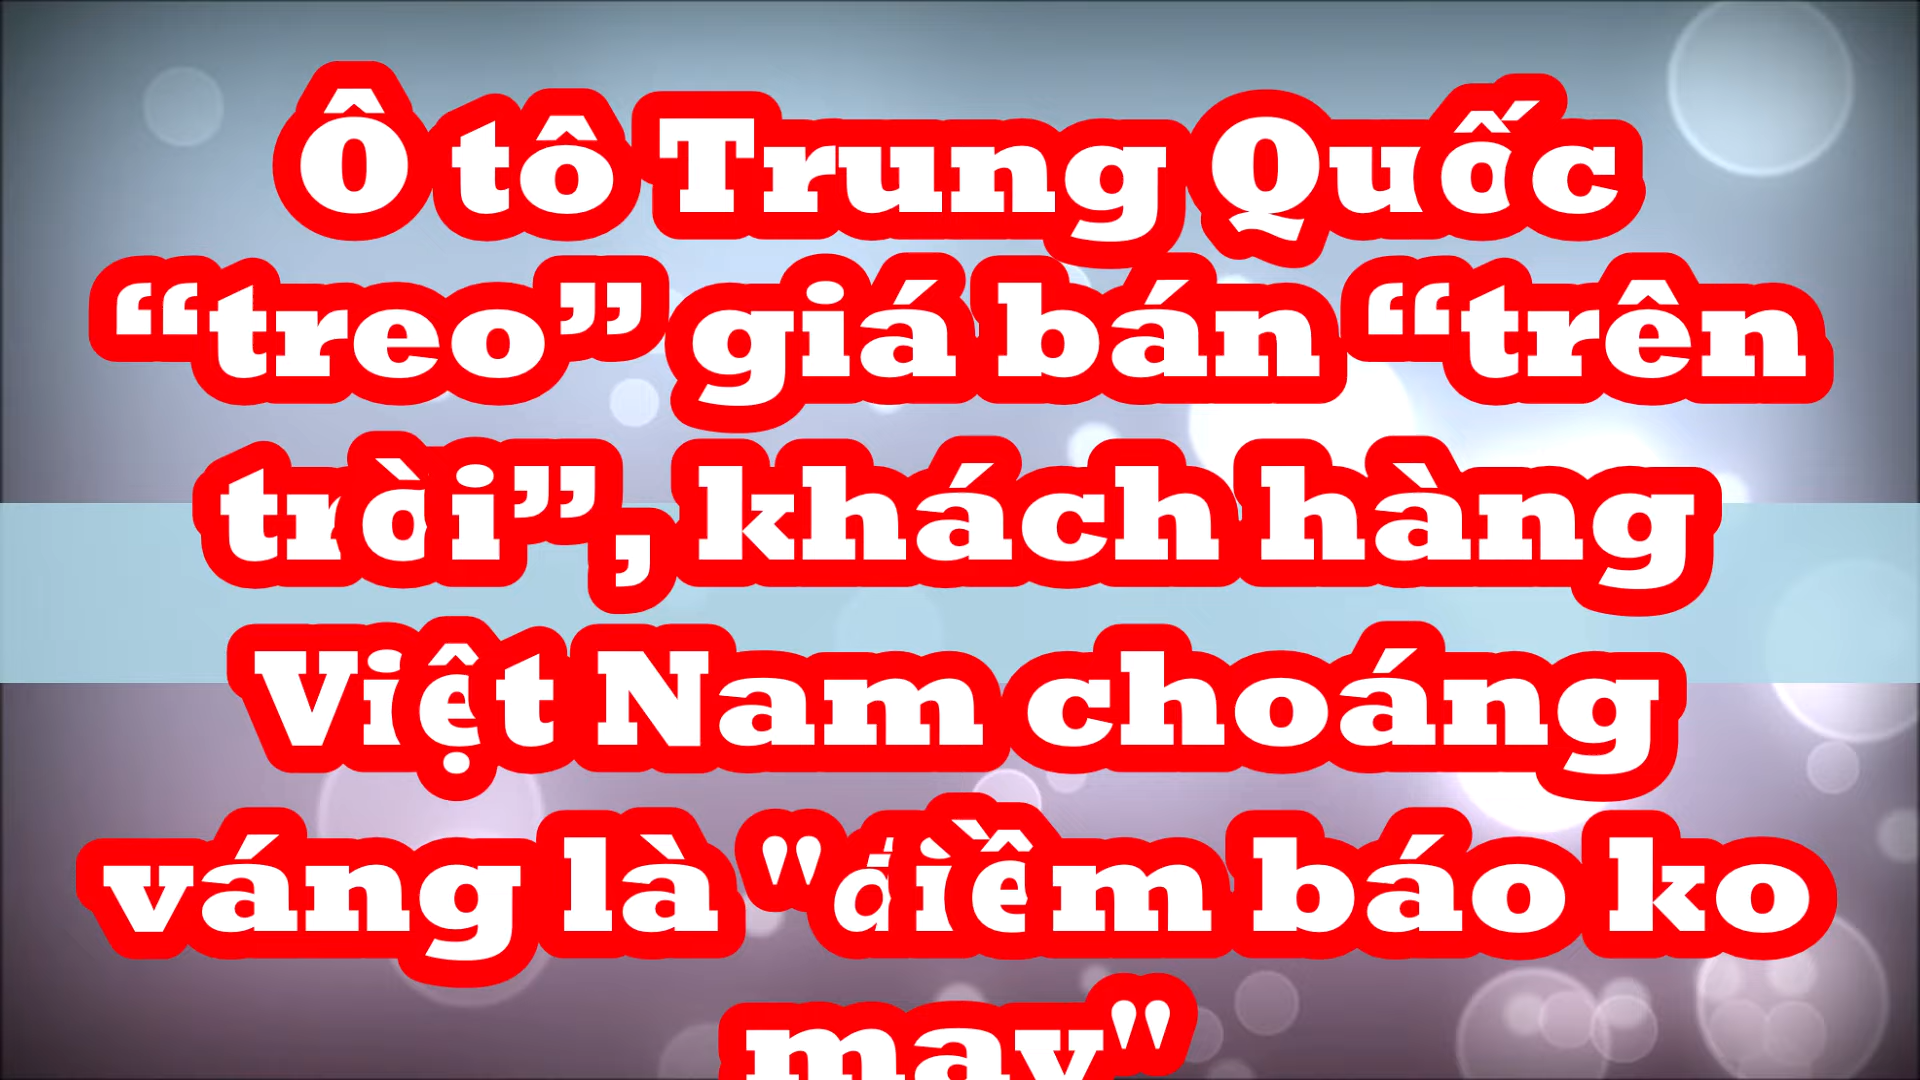 Ô tô Trung Quốc
“treo” giá bán “trên
trời”, khách hàng
Việt Nam choáng
váng là "điềm báo ko
may"